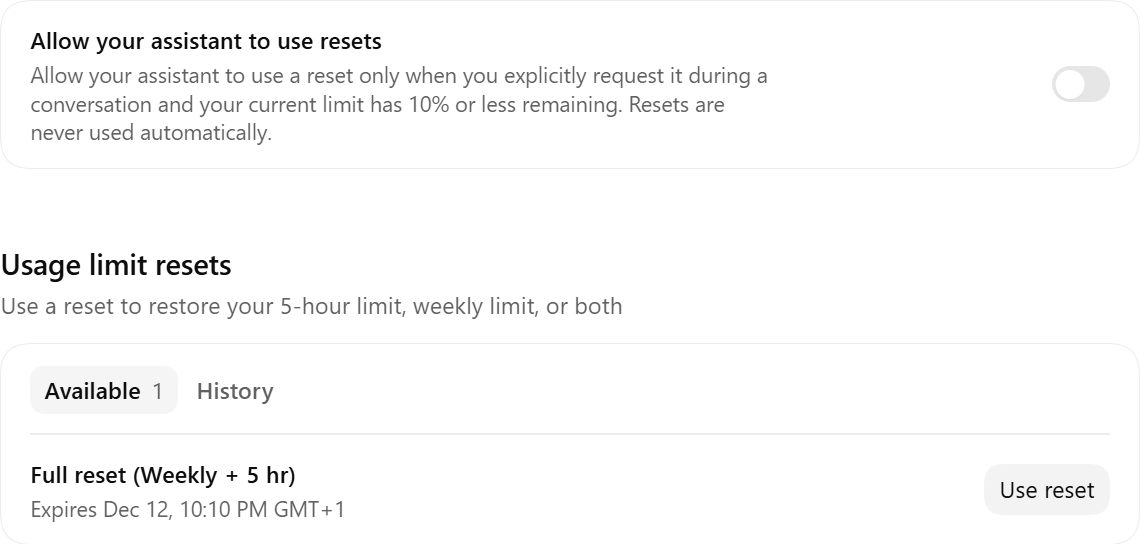 Allow your assistant to use resets
Allow your assistant to use a reset only when you explicitly request it during a
conversation and your current limit has 10% or less remaining. Resets are
never used automatically.
Usage limit resets
Use a reset to restore your 5-hour limit, weekly limit, or both
Available 1 History
Full reset (Weekly + 5 hr)
Expires Dec 12, 10:10 PM GMT+1
Use reset